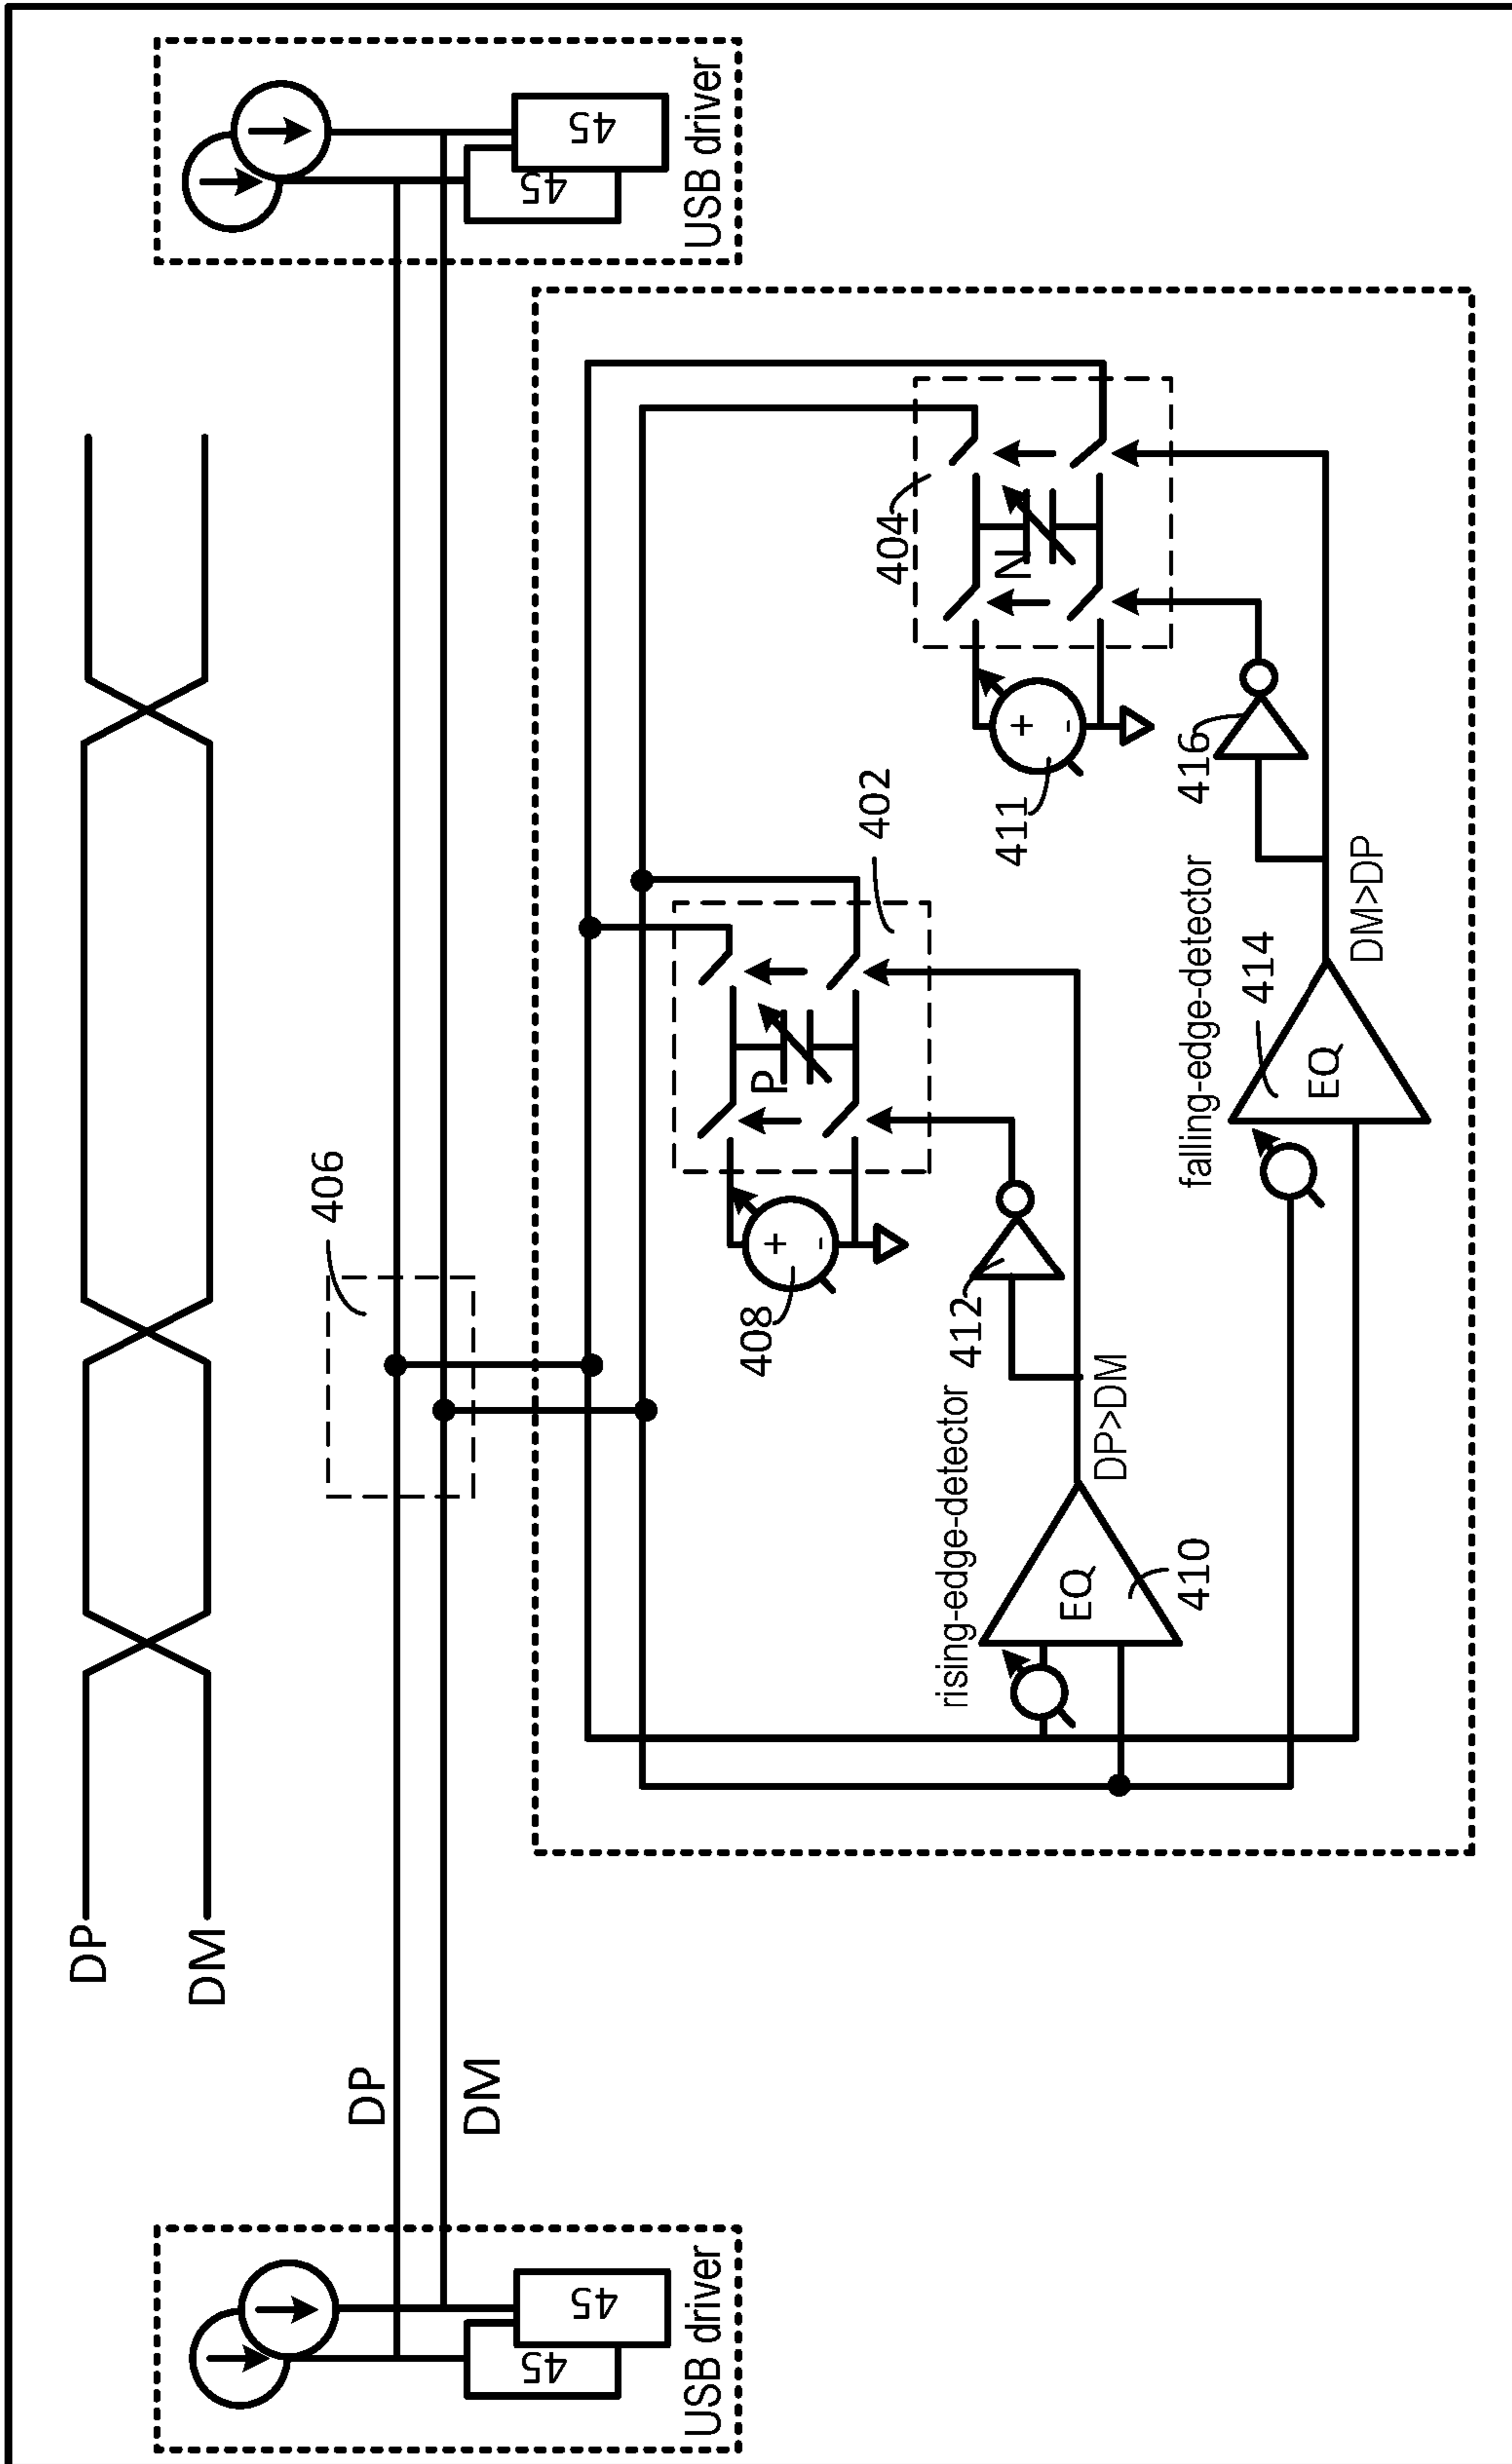 DP
DM
DP
DM
406
45
45
USB driver
45
45
USB driver
408
P
402
411
N
404
rising-edge-detector
412
EQ
410
DP>DM
falling-edge-detector
416
EQ
414
DM>DP
+
-
+
-